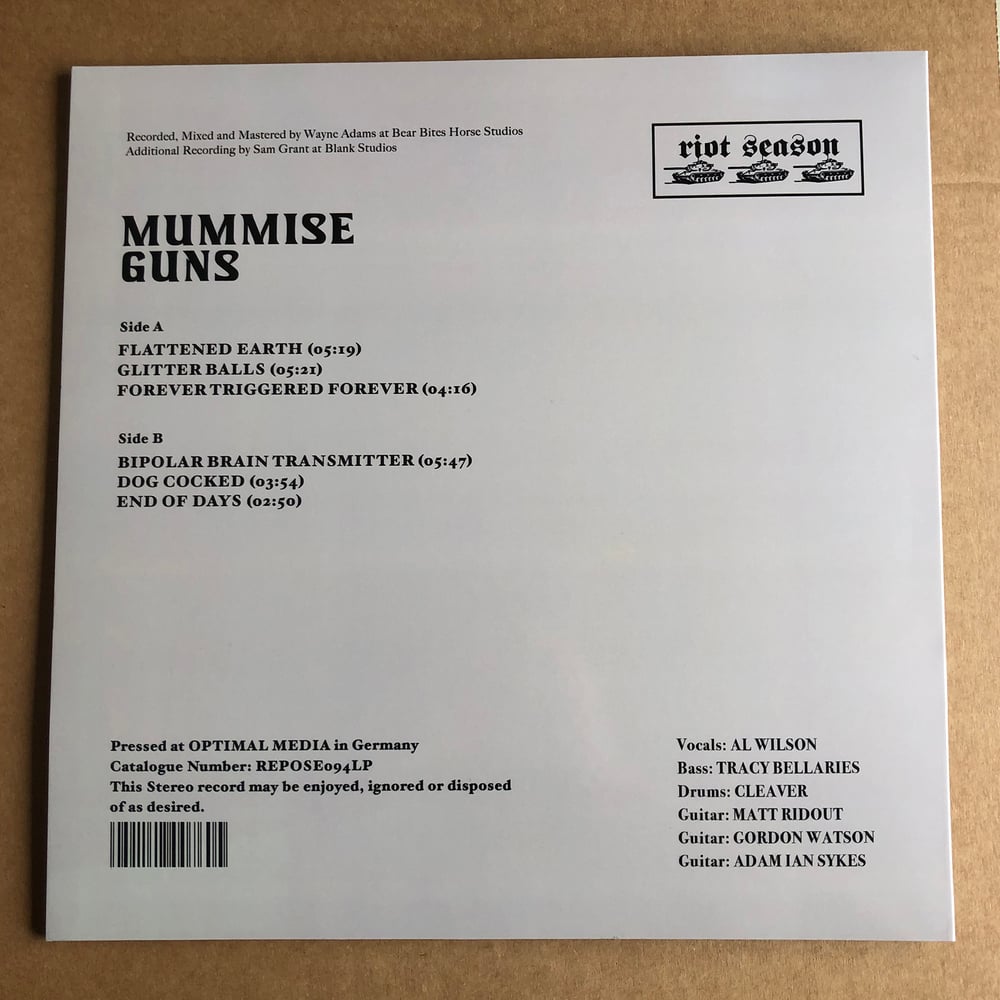 Recorded, Mixed and Mastered by Wayne Adams at Bear Bites Horse Studios
Additional Recording by Sam Grant at Blank Studios
riot season
MUMMISE
GUNS
Side A
FLATTENED EARTH (05:19)
GLITTER BALLS (05:21)
FOREVER TRIGGERED FOREVER (04:16)
Side B
BIPOLAR BRAIN TRANSMITTER (05:47)
DOG COCKED (03:54)
END OF DAYS (02:50)
Pressed at OPTIMAL MEDIA in Germany
Catalogue Number: REPOSE094LP
This Stereo record may be enjoyed, ignored or disposed
of as desired.
Vocals: AL WILSON
Bass: TRACY BELLARIES
Drums: CLEAVER
Guitar: MATT RIDOUT
Guitar: GORDON WATSON
Guitar: ADAM IAN SYKES